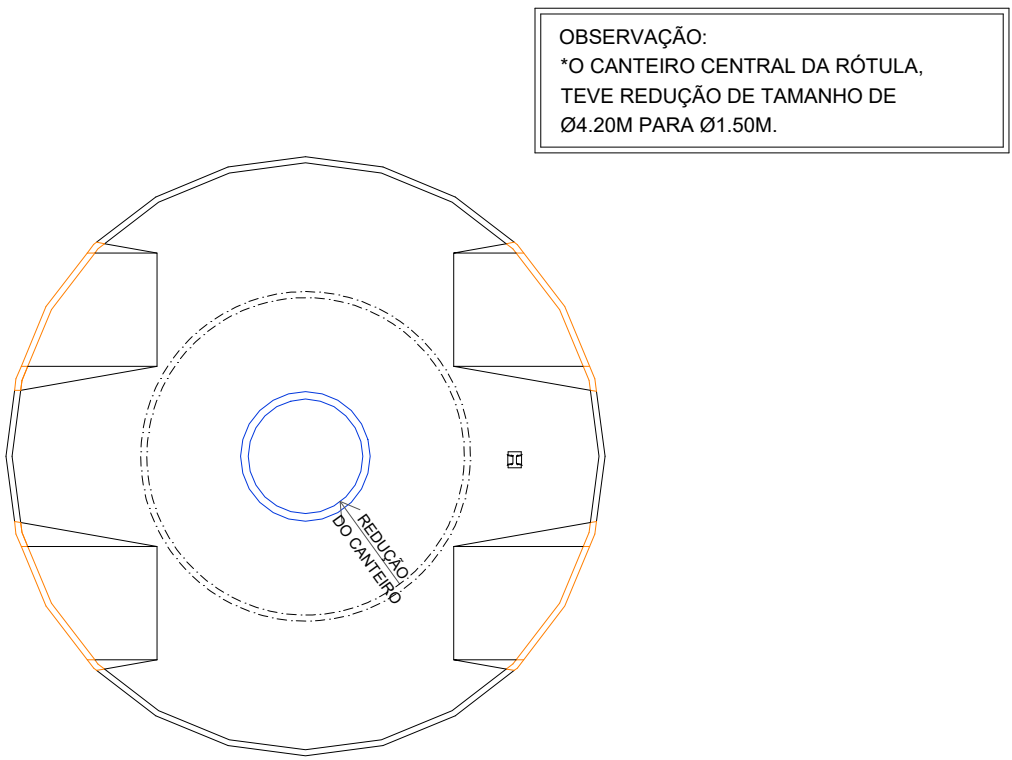 OBSERVAÇÃO:
*O CANTEIRO CENTRAL DA RÓTULA,
TEVE REDUÇÃO DE TAMANHO DE
Ø4.20M PARA Ø1.50M.
REDUÇÃO
DO CANTEIRO